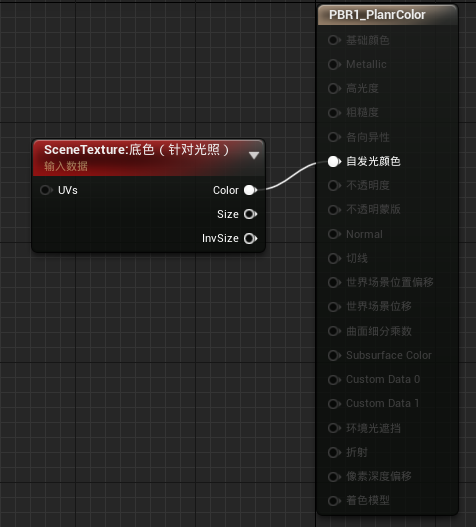 PBR1_PlanrColor
基础颜色
Metallic
高光度
粗糙度
各向异性
SceneTexture:底色（针对光照）
输入数据
自发光颜色
UVs
Color
不透明度
Size
不透明蒙版
InvSize
Normal
切线
世界场景位置偏移
世界场景位移
曲面细分乘数
Subsurface Color
Custom Data 0
Custom Data 1
环境光遮挡
折射
像素深度偏移
着色模型